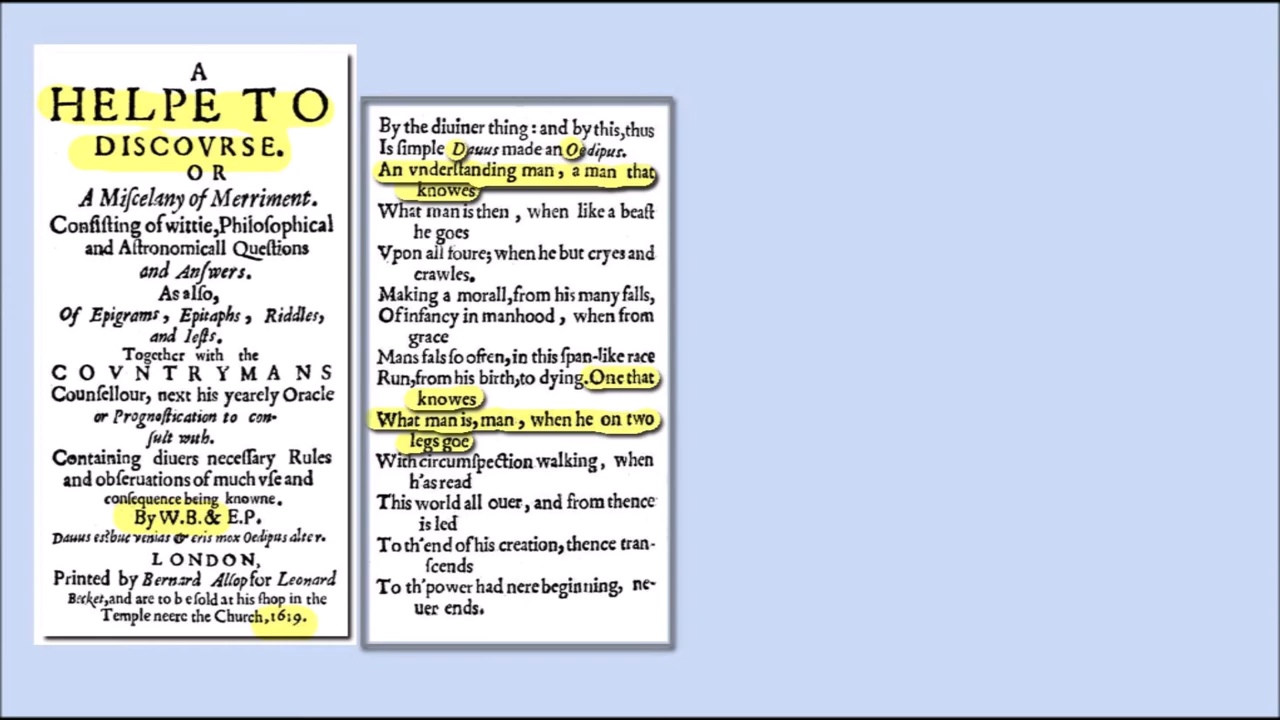 A
HELPE TO
DISCOVRSE.
OR
A Miſcelany of Merriment.
Conſiſting of wittie, Philoſophical
and Aſtronomicall Queſtions
and Anſwers.
As alſo,
Of Epigrams, Epitaphs, Riddles,
and Ieſts.
Together with the
COVNTRYMANS
Counſellour, next his yearely Oracle
or Prognoſtication to con-
ſult with.
Containing diuers neceſſary Rules
and obſeruations of much vſe and
conſequence being knowne.
By W.B. & E.P.
Dauus es: huc venias & eris mox Oedipus alter.
LONDON,
Printed by Bernard Alſop for Leonard
Becket, and are to be ſold at his ſhop in the
Temple neere the Church, 1619.
By the diuiner thing: and by this, thus
Is ſimple Dauus made an Oedipus.
An vnderſtanding man, a man that
knowes
What man is then, when like a beaſt
he goes
Vpon all foure; when he but cryes and
crawles.
Making a morall, from his many falls,
Of infancy in manhood, when from
grace
Mans fals ſo often, in this ſpan-like race
Run, from his birth, to dying. One that
knowes
What man is, man, when he on two
legs goe
With circumſpection walking, when
h'as read
This world all ouer, and from thence
is led
To th'end of his creation, thence tran-
ſcends
To th'power had nere beginning, ne-
uer ends.